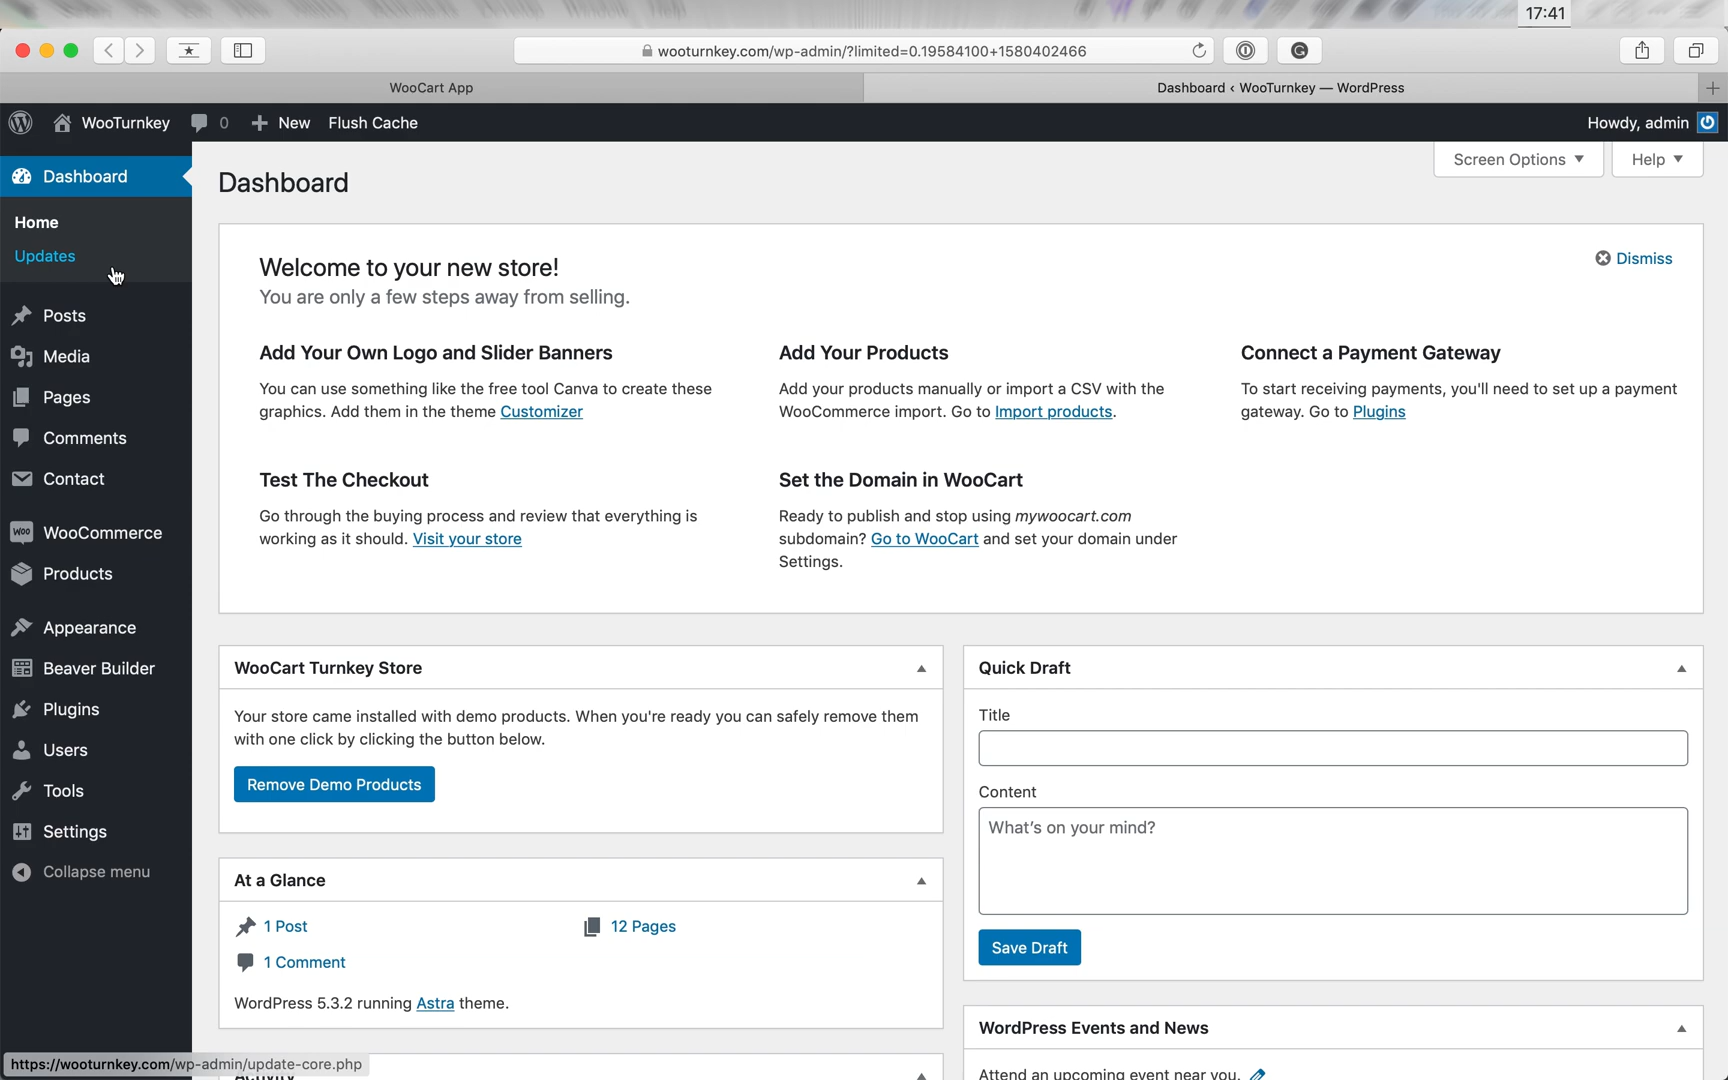 17:41
wooturnkey.com/wp-admin/?limited=0.19584100+1580402466
WooCart App
Dashboard ‹ WooTurnkey — WordPress
WooTurnkey 0 New Flush Cache
Howdy, admin
Dashboard
Home
Updates
Posts
Media
Pages
Comments
Contact
WooCommerce
Products
Appearance
Beaver Builder
Plugins
Users
Tools
Settings
Collapse menu
Screen Options
Help
Dashboard
Welcome to your new store!
Dismiss
You are only a few steps away from selling.
Add Your Own Logo and Slider Banners
You can use something like the free tool Canva to create these
graphics. Add them in the theme Customizer
Add Your Products
Add your products manually or import a CSV with the
WooCommerce import. Go to Import products.
Connect a Payment Gateway
To start receiving payments, you'll need to set up a payment
gateway. Go to Plugins
Test The Checkout
Go through the buying process and review that everything is
working as it should. Visit your store
Set the Domain in WooCart
Ready to publish and stop using mywoocart.com
subdomain? Go to WooCart and set your domain under
Settings.
WooCart Turnkey Store
Your store came installed with demo products. When you're ready you can safely remove them
with one click by clicking the button below.
Remove Demo Products
At a Glance
1 Post
12 Pages
1 Comment
WordPress 5.3.2 running Astra theme.
Activity
Quick Draft
Title
Content
What's on your mind?
Save Draft
WordPress Events and News
Attend an upcoming event near you.
https://wooturnkey.com/wp-admin/update-core.php